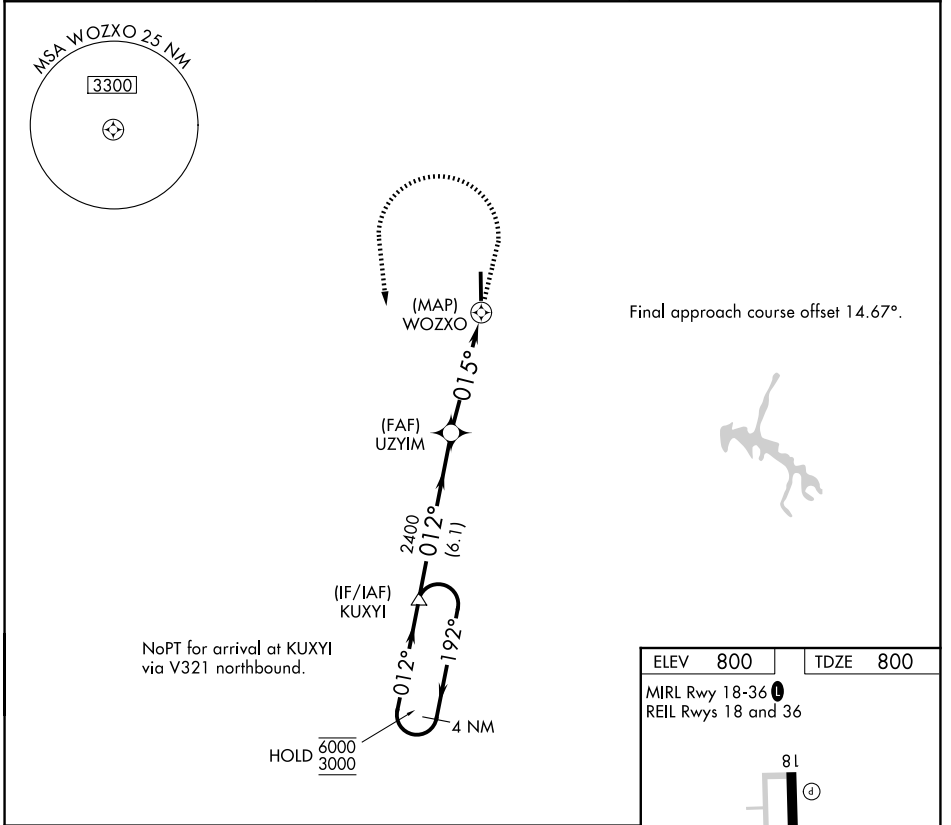 MSA WOZXO 25 NM
3300
(MAP)
WOZXO
Final approach course offset 14.67°.
015°
(FAF)
UZYIM
2400
012°
(6.1)
(IF/IAF)
KUXYI
NoPT for arrival at KUXYI
via V321 northbound.
012°
192°
4 NM
HOLD
6000
3000
ELEV 800
TDZE 800
MIRL Rwy 18-36 L
REIL Rwys 18 and 36
18
P